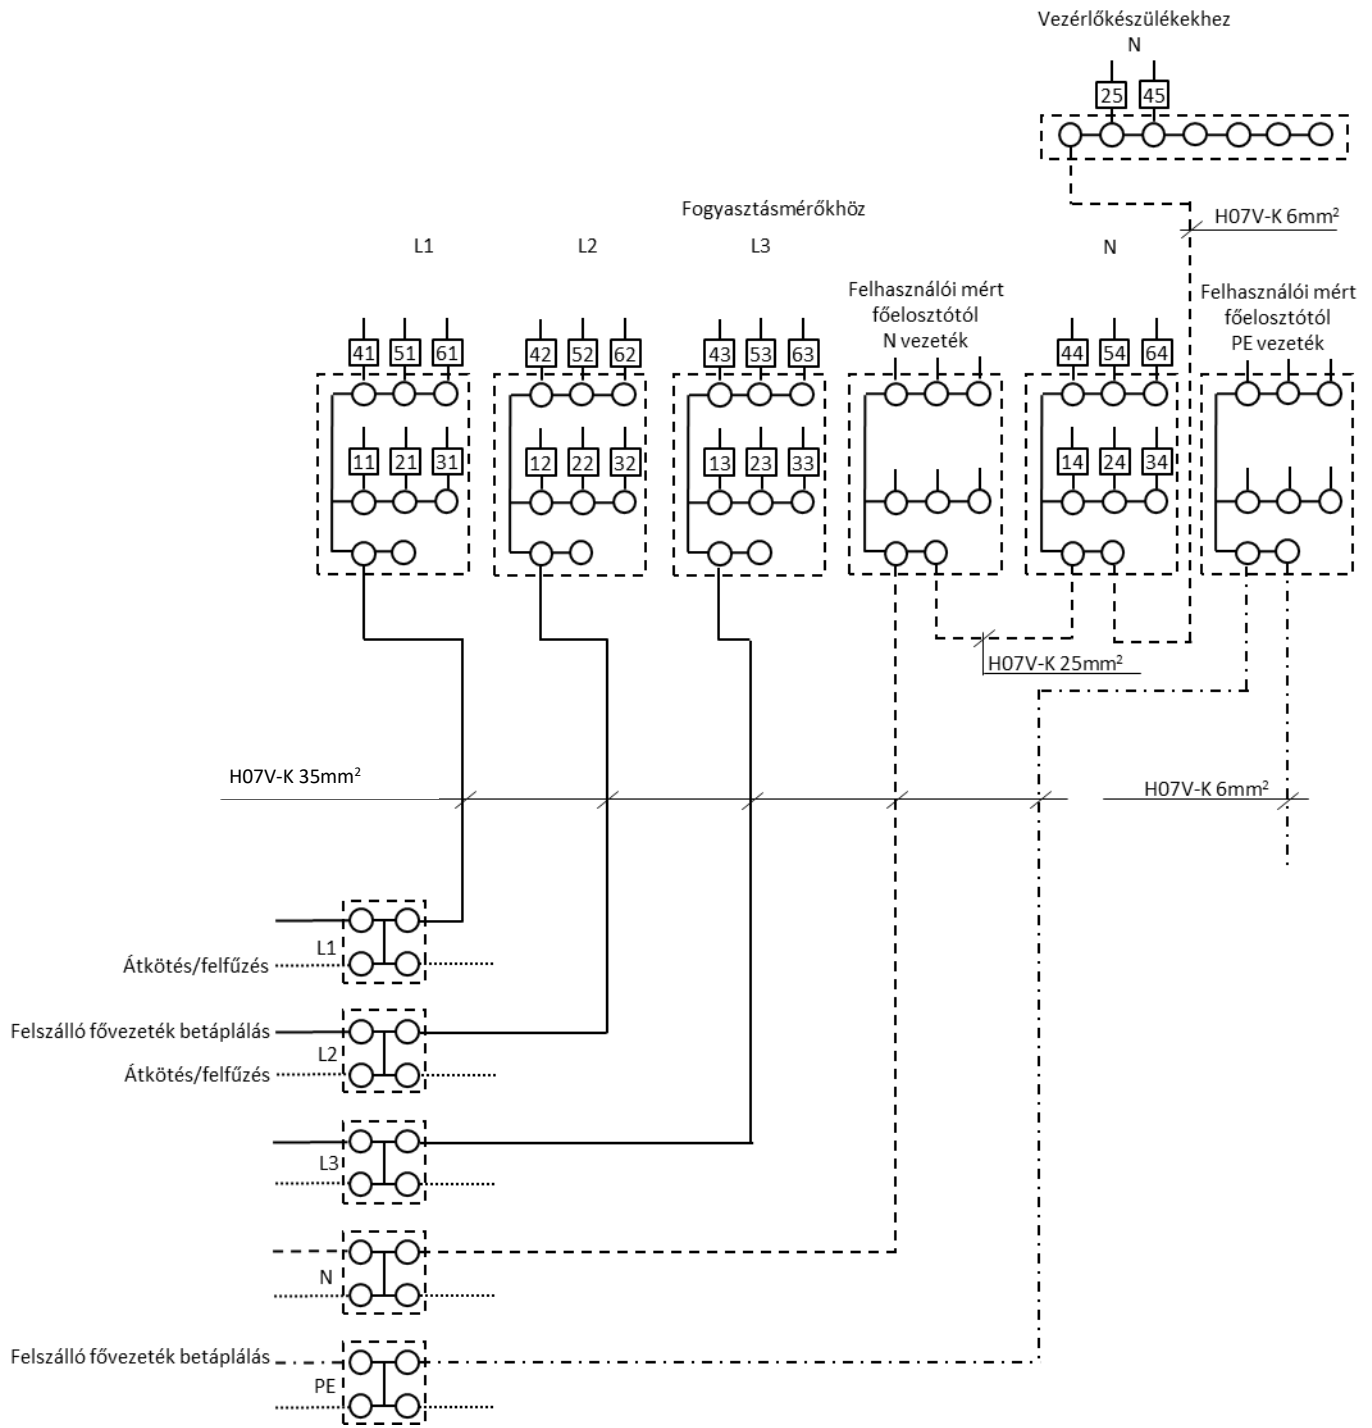 Vezérlőkészülékekhez
N
25 45
H07V-K 6mm²
Fogyasztásmérőkhöz
L1 L2 L3 N
Felhasználói mért
főelosztótól
N vezeték
Felhasználói mért
főelosztótól
PE vezeték
41 51 61 42 52 62 43 53 63 44 54 64
11 21 31 12 22 32 13 23 33 14 24 34
H07V-K 25mm²
H07V-K 35mm²
H07V-K 6mm²
L1
Átkötés/felfűzés
Felszálló fővezeték betáplálás
L2
Átkötés/felfűzés
L3
N
Felszálló fővezeték betáplálás
PE